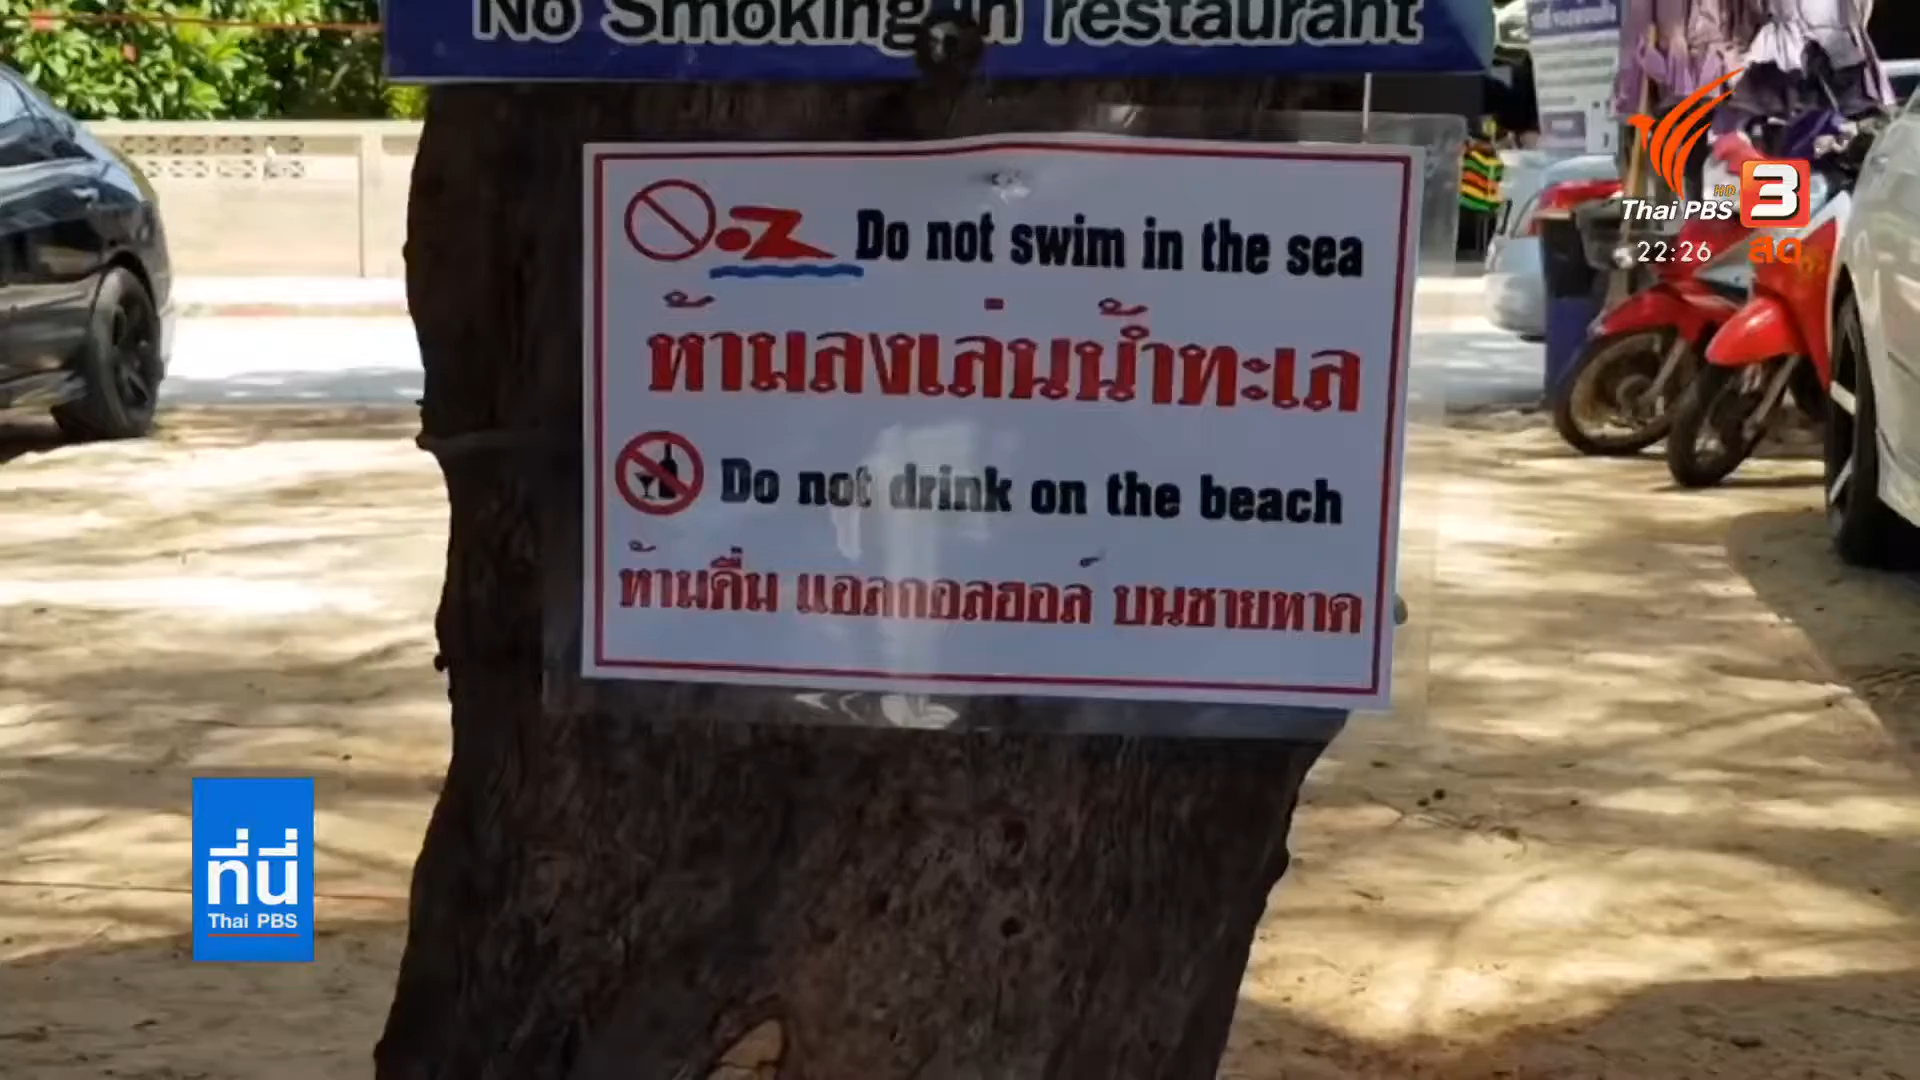 No Smoking in restaurant
Do not swim in the sea
ห้ามลงเล่นน้ำทะเล
Do not drink on the beach
ห้ามดื่ม แอลกอลฮอล์ บนชายหาด
Thai PBS HD 3
22:26 สด
ที่นี่
Thai PBS